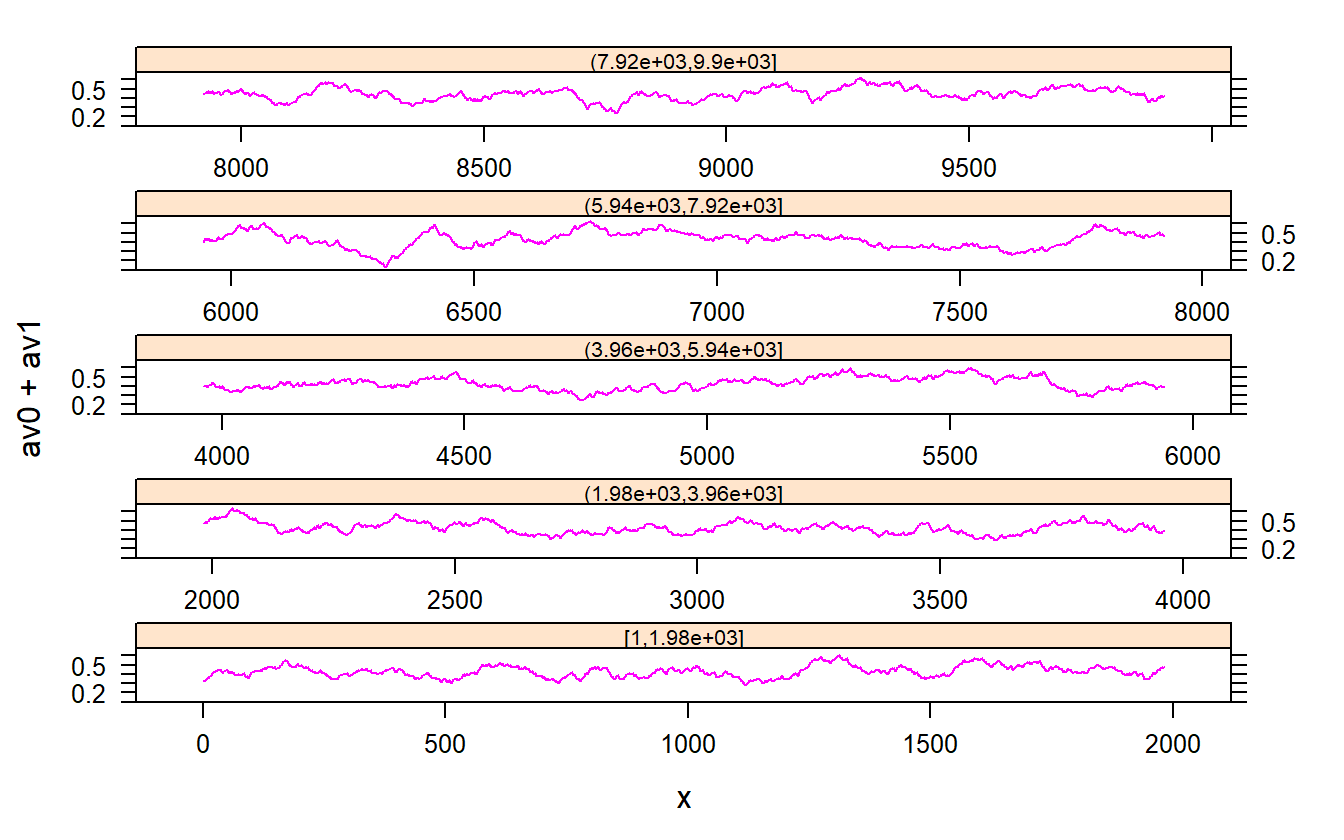 (7.92e+03,9.9e+03]
0.5
0.2
8000 8500 9000 9500
(5.94e+03,7.92e+03]
0.5
0.2
6000 6500 7000 7500 8000
(3.96e+03,5.94e+03]
0.5
0.2
4000 4500 5000 5500 6000
av0 + av1
(1.98e+03,3.96e+03]
0.5
0.2
2000 2500 3000 3500 4000
[1,1.98e+03]
0.5
0.2
0 500 1000 1500 2000
x